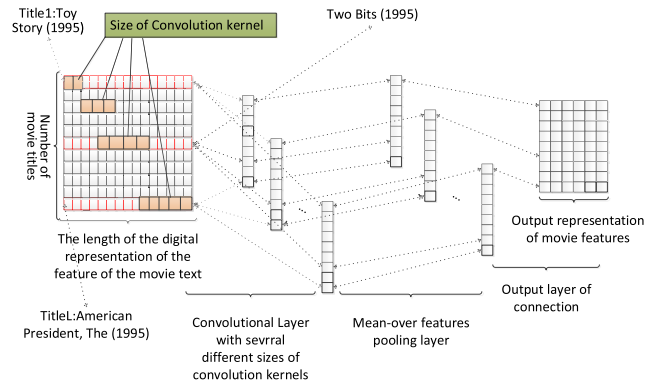 Title1:Toy
Story (1995)
Size of Convolution kernel
Two Bits (1995)
Number of
movie titles
The length of the digital
representation of the
feature of the movie text
TitleL:American
President, The (1995)
Convolutional Layer
with sevrral
different sizes of
convolution kernels
Mean-over features
pooling layer
Output representation
of movie features
Output layer of
connection